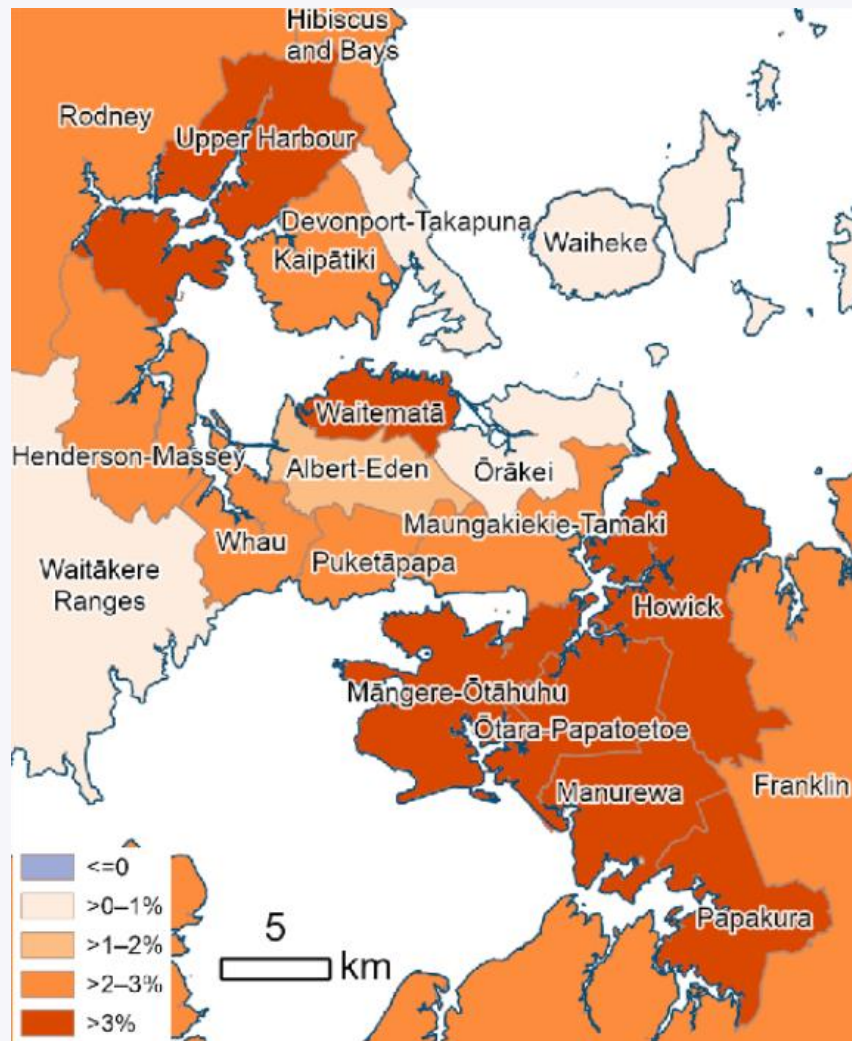 Hibiscus
and Bays
Rodney
Upper Harbour
Devonport-Takapuna
Waiheke
Kaipātiki
Waitematā
Henderson-Massey
Albert-Eden
Ōrākei
Maungakiekie-Tamaki
Whau
Puketāpapa
Waitākere
Ranges
Howick
Māngere-Ōtāhuhu
Ōtara-Papatoetoe
Manurewa
Franklin
Papakura
<=0
>0–1%
>1–2%
>2–3%
>3%
5
km